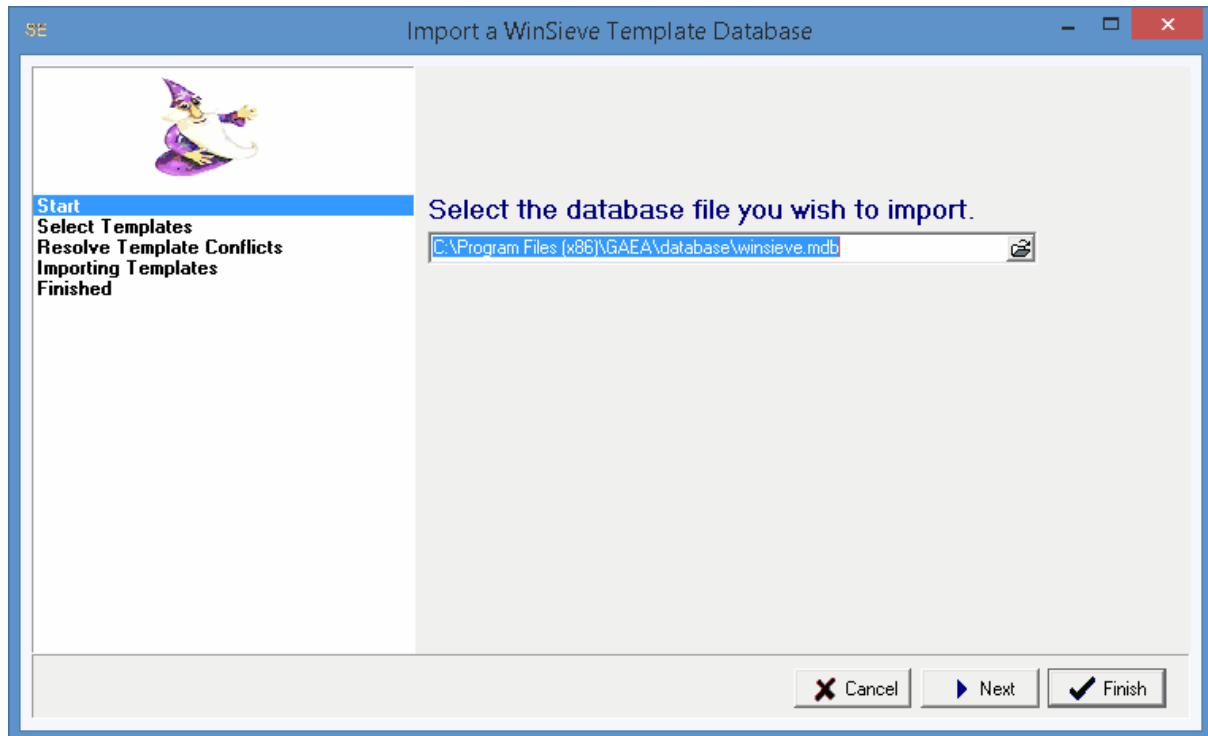 SE
Import a WinSieve Template Database
Start
Select Templates
Resolve Template Conflicts
Importing Templates
Finished
Select the database file you wish to import.
C:\Program Files (x86)\GAEA\database\winsieve.mdb
Cancel
Next
Finish